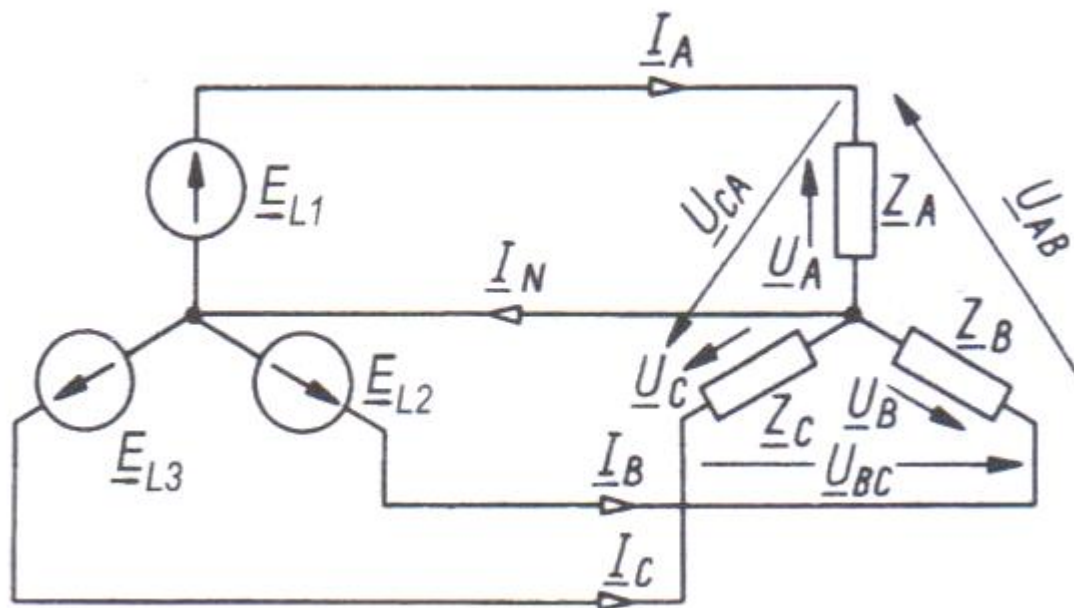 I_A
E_L1
U_CA
Z_A
U_AB
U_A
I_N
Z_B
E_L2
U_C
U_B
Z_C
E_L3
I_B
U_BC
I_C